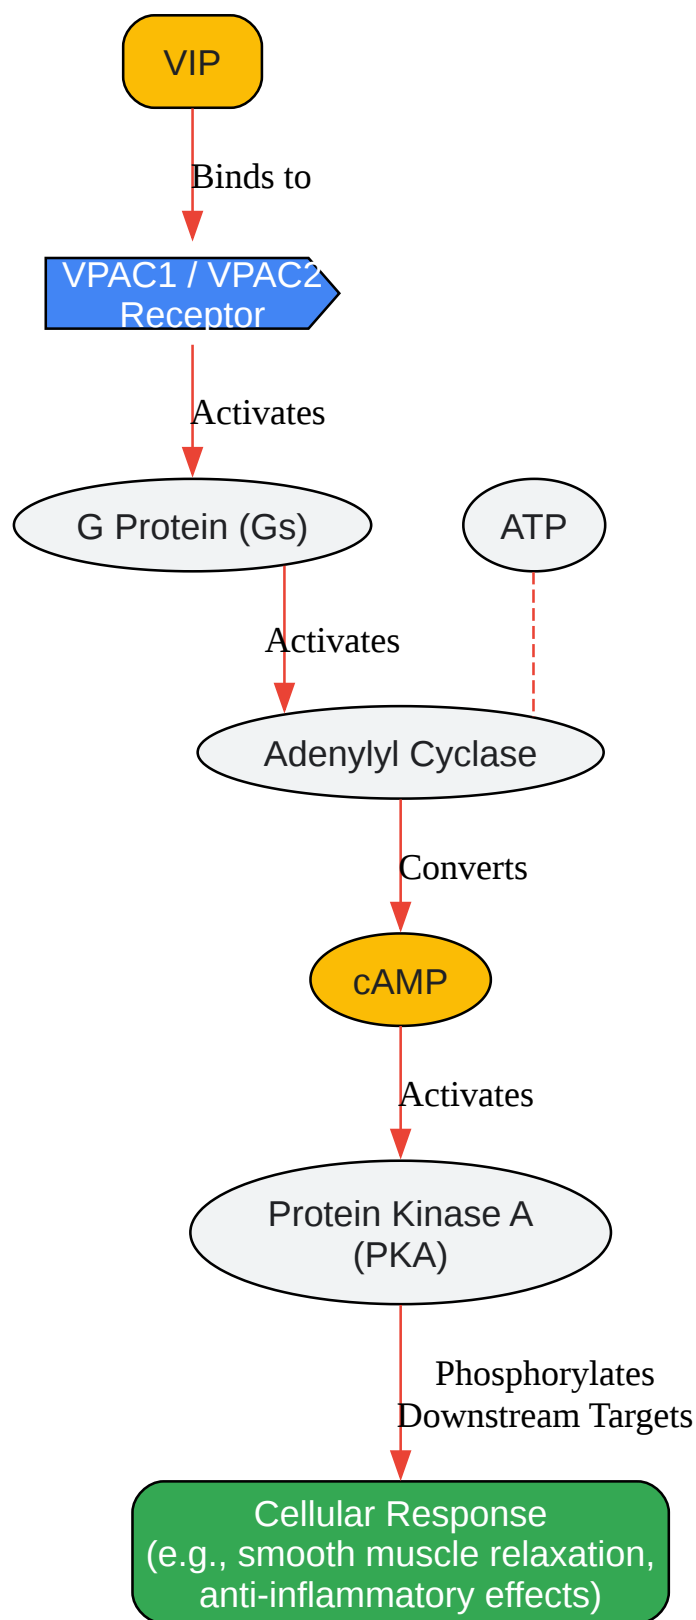 VIP
Binds to
VPAC1 / VPAC2
Receptor
Activates
G Protein (Gs)
ATP
Activates
Adenylyl Cyclase
Converts
cAMP
Activates
Protein Kinase A
(PKA)
Phosphorylates
Downstream Targets
Cellular Response
(e.g., smooth muscle relaxation,
anti-inflammatory effects)